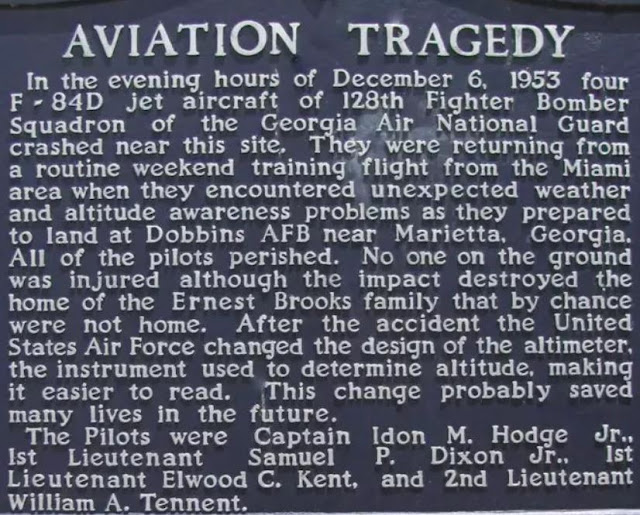 AVIATION TRAGEDY
In the evening hours of December 6, 1953 four
F-84D jet aircraft of 128th Fighter Bomber
Squadron of the Georgia Air National Guard
crashed near this site. They were returning from
a routine weekend training flight from the Miami
area when they encountered unexpected weather
and altitude awareness problems as they prepared
to land at Dobbins AFB near Marietta, Georgia.
All of the pilots perished. No one on the ground
was injured although the impact destroyed the
home of the Ernest Brooks family that by chance
were not home. After the accident the United
States Air Force changed the design of the altimeter,
the instrument used to determine altitude, making
it easier to read. This change probably saved
many lives in the future.
The Pilots were Captain Idon M. Hodge Jr.,
1st Lieutenant Samuel P. Dixon Jr., 1st
Lieutenant Elwood C. Kent, and 2nd Lieutenant
William A. Tennent.